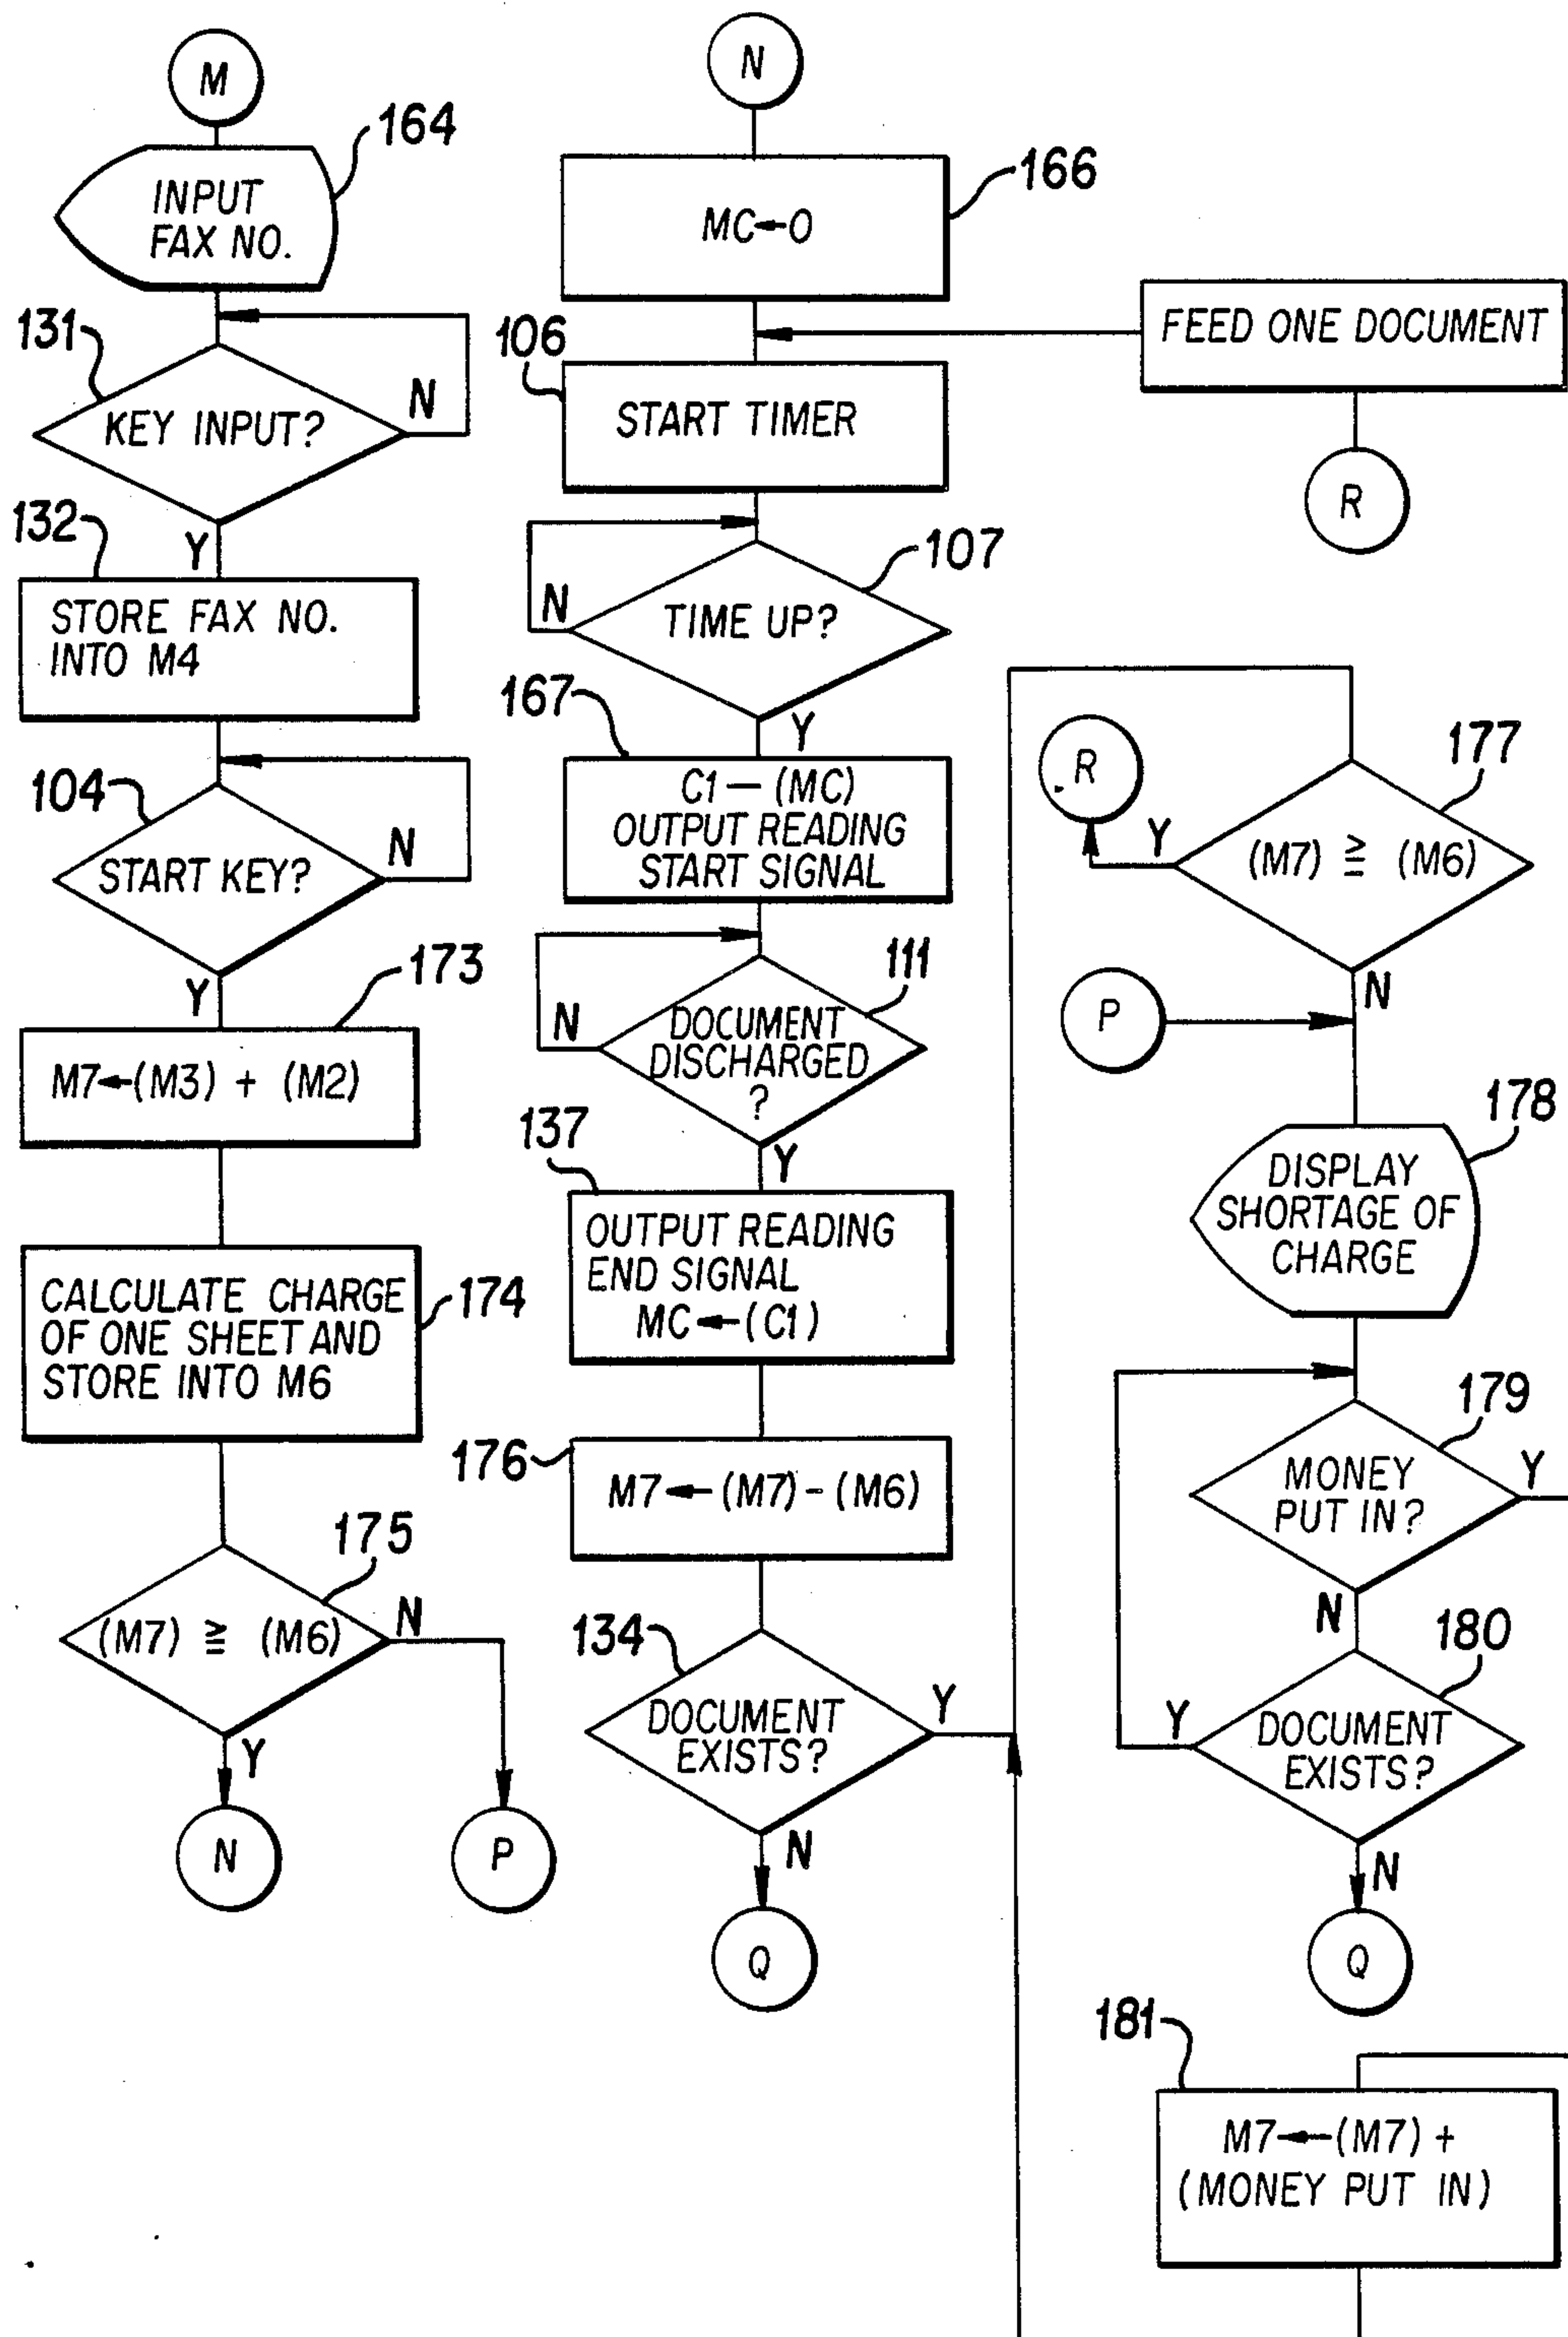 M
164
INPUT
FAX NO.
131
KEY INPUT?
N
Y
132
STORE FAX NO.
INTO M4
104
START KEY?
N
Y
173
M7←(M3) + (M2)
CALCULATE CHARGE
OF ONE SHEET AND
STORE INTO M6
174
175
(M7) ≧ (M6)
N
Y
N
P
N
166
MC←0
106
START TIMER
107
TIME UP?
N
Y
167
C1—(MC)
OUTPUT READING
START SIGNAL
111
DOCUMENT
DISCHARGED
?
N
Y
137
OUTPUT READING
END SIGNAL
MC←(C1)
176
M7←(M7)-(M6)
134
DOCUMENT
EXISTS?
Y
N
Q
FEED ONE DOCUMENT
R
R
177
Y
(M7) ≧ (M6)
N
P
178
DISPLAY
SHORTAGE OF
CHARGE
179
MONEY
PUT IN?
Y
N
180
DOCUMENT
EXISTS?
Y
N
Q
181
M7←(M7) +
(MONEY PUT IN)